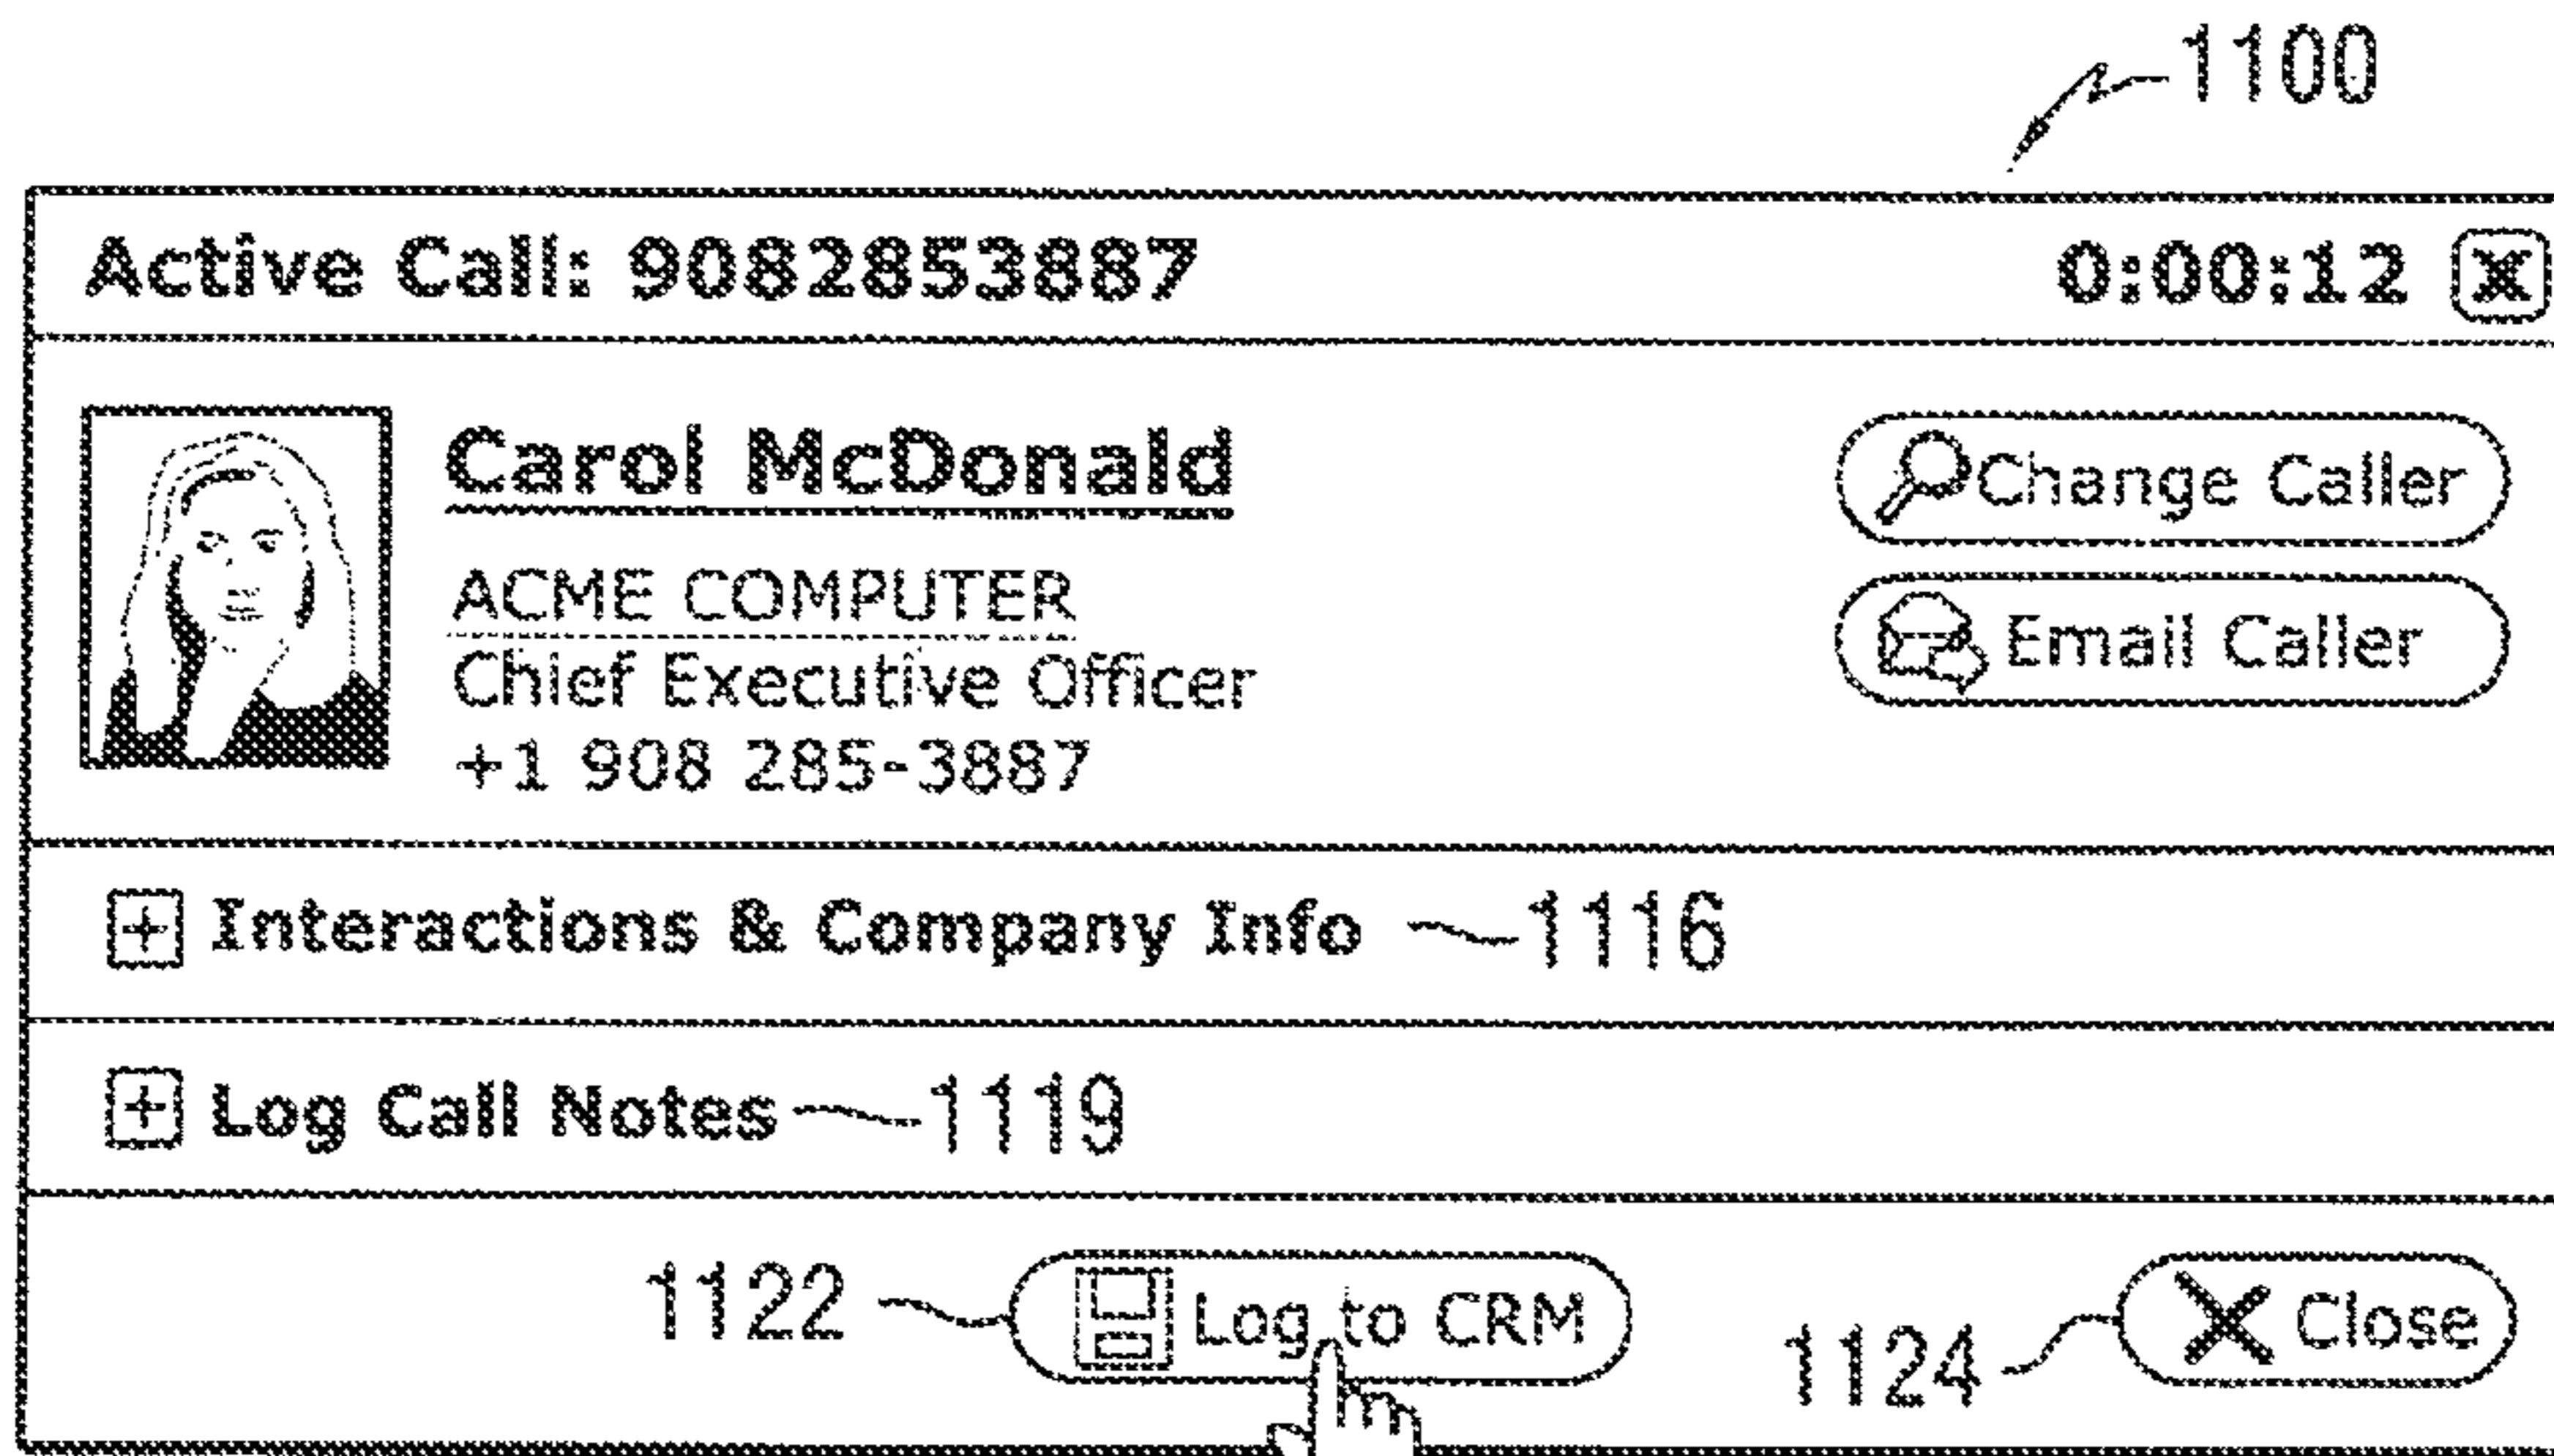 1100
Active Call: 9082853887 0:00:12 X
Carol McDonald
Change Caller
ACME COMPUTER
Email Caller
Chief Executive Officer
+1 908 285-3887
+ Interactions & Company Info 1116
+ Log Call Notes 1119
1122 Log to CRM 1124 Close